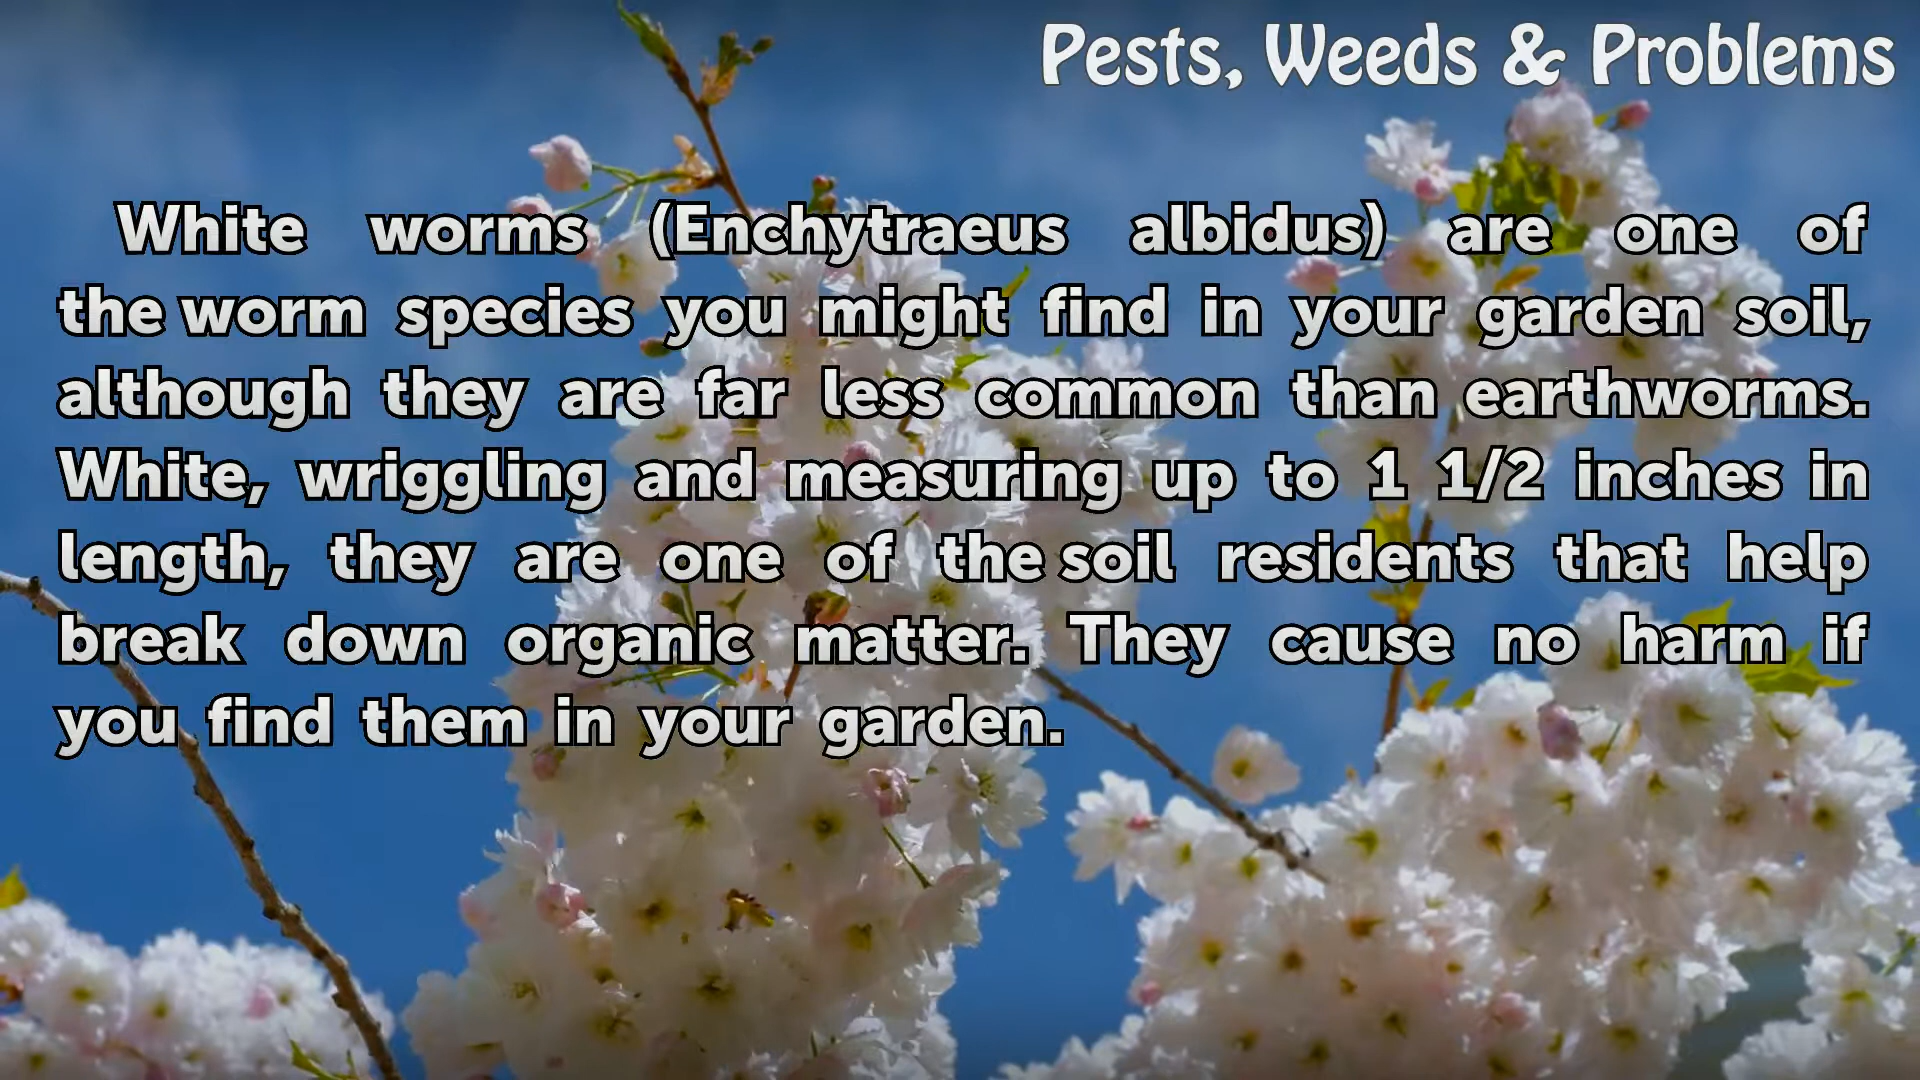 Pests, Weeds & Problems
White worms (Enchytraeus albidus) are one of
the worm species you might find in your garden soil,
although they are far less common than earthworms.
White, wriggling and measuring up to 1 1/2 inches in
length, they are one of the soil residents that help
break down organic matter. They cause no harm if
you find them in your garden.